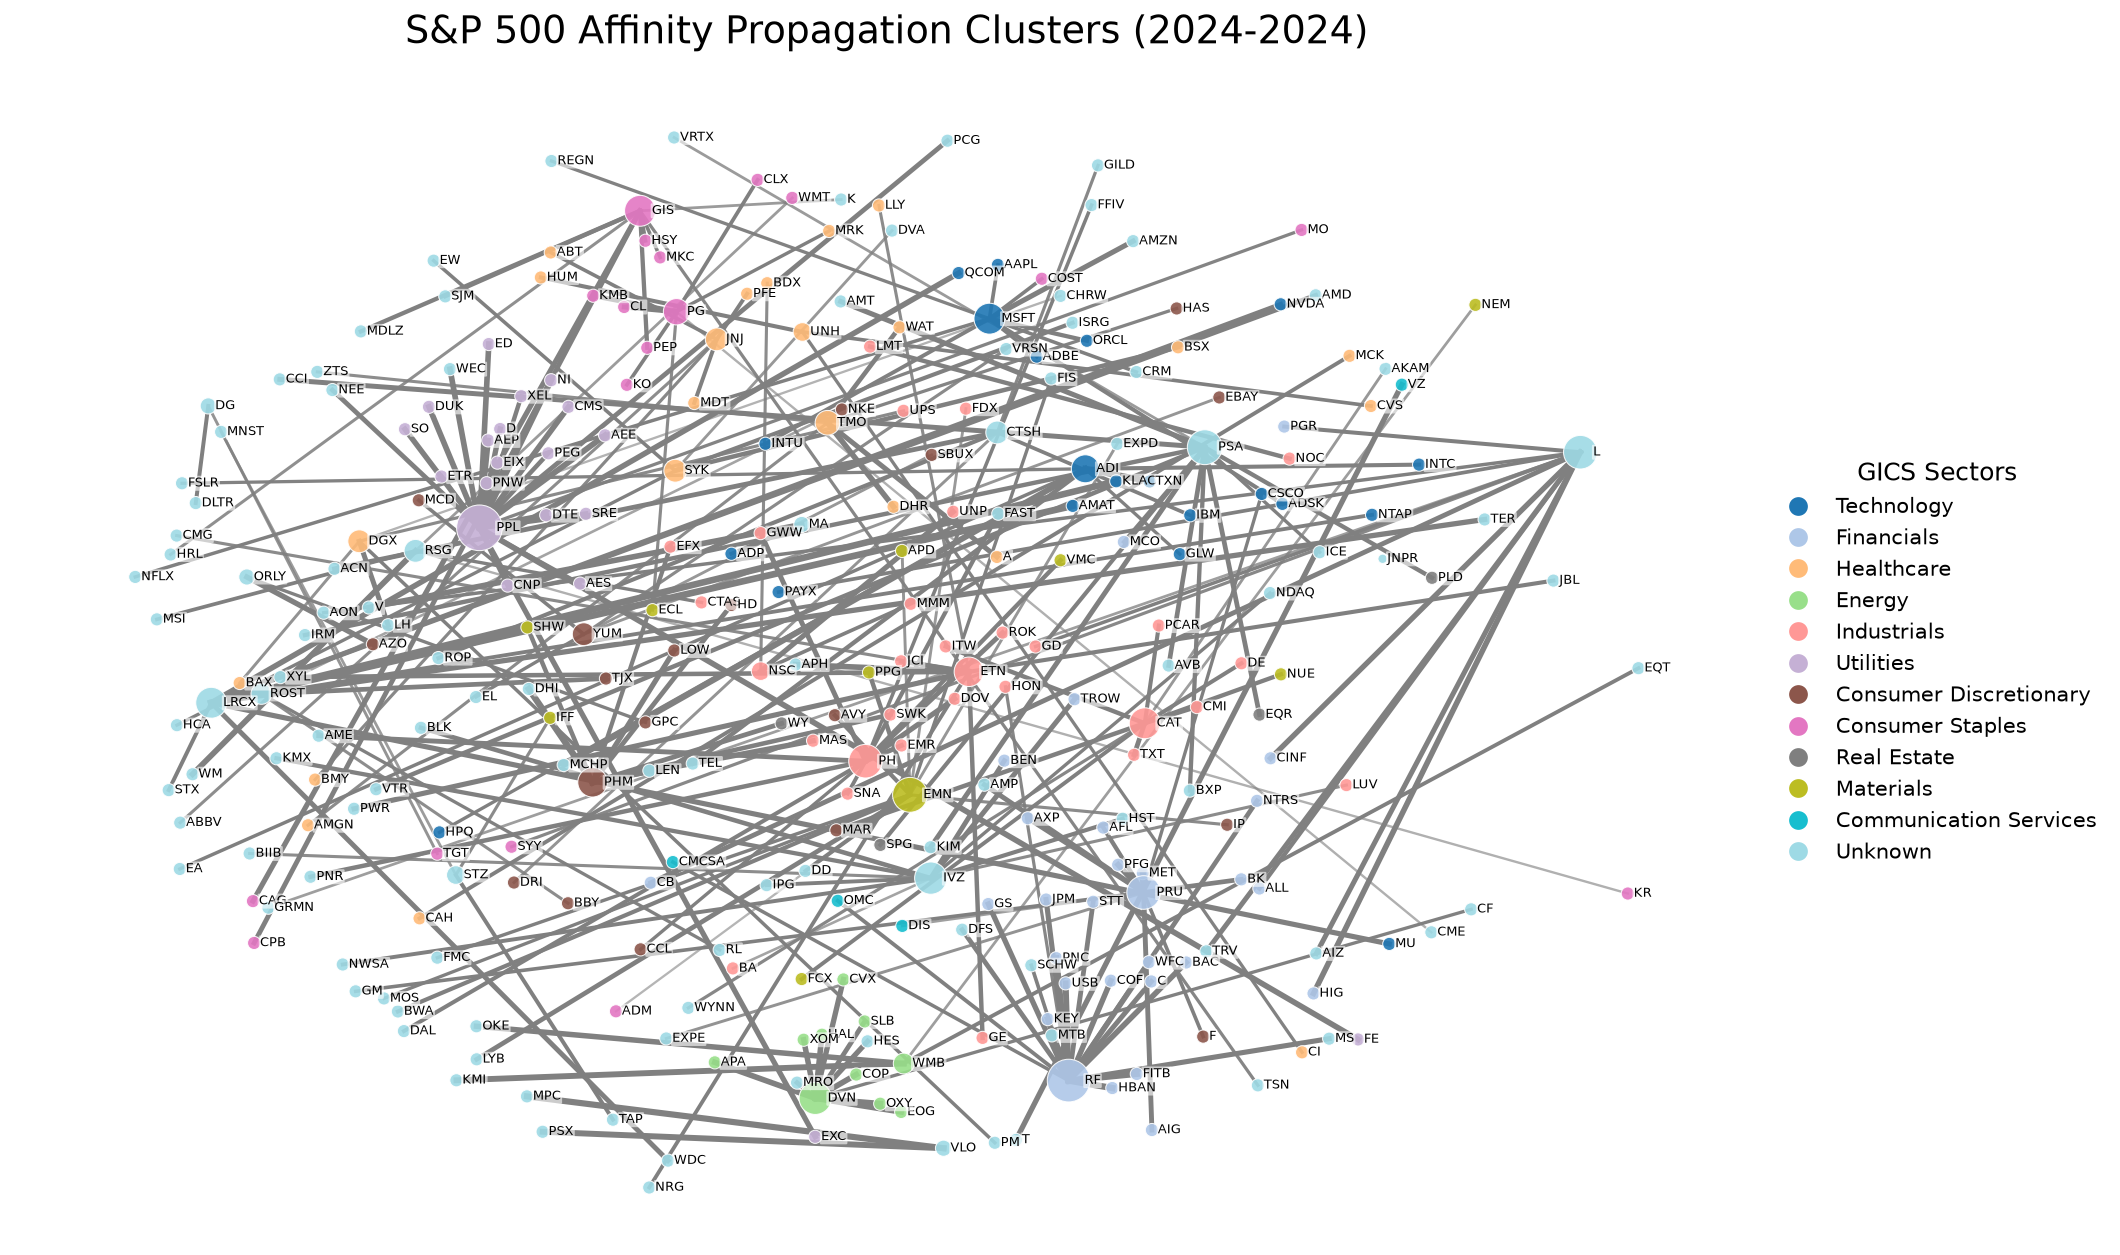 S&P 500 Affinity Propagation Clusters (2024-2024)
VRTX
PCG
REGN
GILD
CLX
WMT
K
LLY
FFIV
GIS
MRK
DVA
MO
HSY
AMZN
ABT
MKC
EW
AAPL
QCOM
HUM
COST
BDX
PFE
SJM
KMB
CHRW
AMD
AMT
NVDA
NEM
CL
HAS
PG
MSFT
ISRG
MDLZ
UNH
WAT
JNJ
ORCL
ED
PEP
LMT
VRSN
BSX
ADBE
MCK
WEC
AKAM
ZTS
CRM
CCI
NI
FIS
KO
VZ
NEE
XEL
EBAY
MDT
CVS
DG
DUK
CMS
NKE
UPS
FDX
TMO
PGR
MNST
SO
D
CTSH
AEE
AEP
INTU
EXPD
PSA
L
PEG
SBUX
NOC
EIX
INTC
SYK
ADI
ETR
FSLR
PNW
KLAC
TXN
CSCO
DLTR
MCD
ADSK
AMAT
DHR
UNP
FAST
DTE
SRE
IBM
NTAP
TER
PPL
MA
GWW
CMG
DGX
MCO
EFX
APD
RSG
HRL
ADP
A
GLW
ICE
VMC
JNPR
ACN
NFLX
ORLY
PLD
JBL
CNP
AES
PAYX
NDAQ
CTAS
HD
MMM
V
AON
ECL
MSI
LH
SHW
PCAR
IRM
YUM
ROK
AZO
ITW
GD
LOW
ROP
JCI
DE
APH
AVB
EQT
NSC
ETN
PPG
XYL
TJX
NUE
BAX
DHI
HON
ROST
EL
DOV
TROW
LRCX
CMI
SWK
AVY
EQR
IFF
HCA
GPC
WY
CAT
BLK
AME
MAS
EMR
TXT
KMX
CINF
BEN
MCHP
TEL
PH
LEN
WM
BMY
PHM
AMP
LUV
STX
VTR
BXP
SNA
EMN
NTRS
PWR
AXP
HST
ABBV
AMGN
IP
AFL
HPQ
MAR
SPG
KIM
SYY
BIIB
TGT
CMCSA
PFG
EA
DD
MET
STZ
PNR
IVZ
BK
DRI
CB
IPG
ALL
PRU
KR
CAG
JPM
STT
OMC
GRMN
BBY
GS
CF
CAH
DIS
DFS
CME
CPB
MU
CCL
RL
TRV
AIZ
FMC
PNC
NWSA
SCHW
WFC
BAC
BA
FCX
CVX
COF
C
USB
GM
HIG
MOS
WYNN
BWA
ADM
KEY
SLB
OKE
DAL
HAL
MTB
F
XOM
EXPE
HES
GE
MS
FE
CI
LYB
APA
WMB
COP
FITB
KMI
MRO
RF
HBAN
TSN
MPC
DVN
OXY
EOG
TAP
AIG
PSX
EXC
PM
T
VLO
WDC
NRG
GICS Sectors
Technology
Financials
Healthcare
Energy
Industrials
Utilities
Consumer Discretionary
Consumer Staples
Real Estate
Materials
Communication Services
Unknown